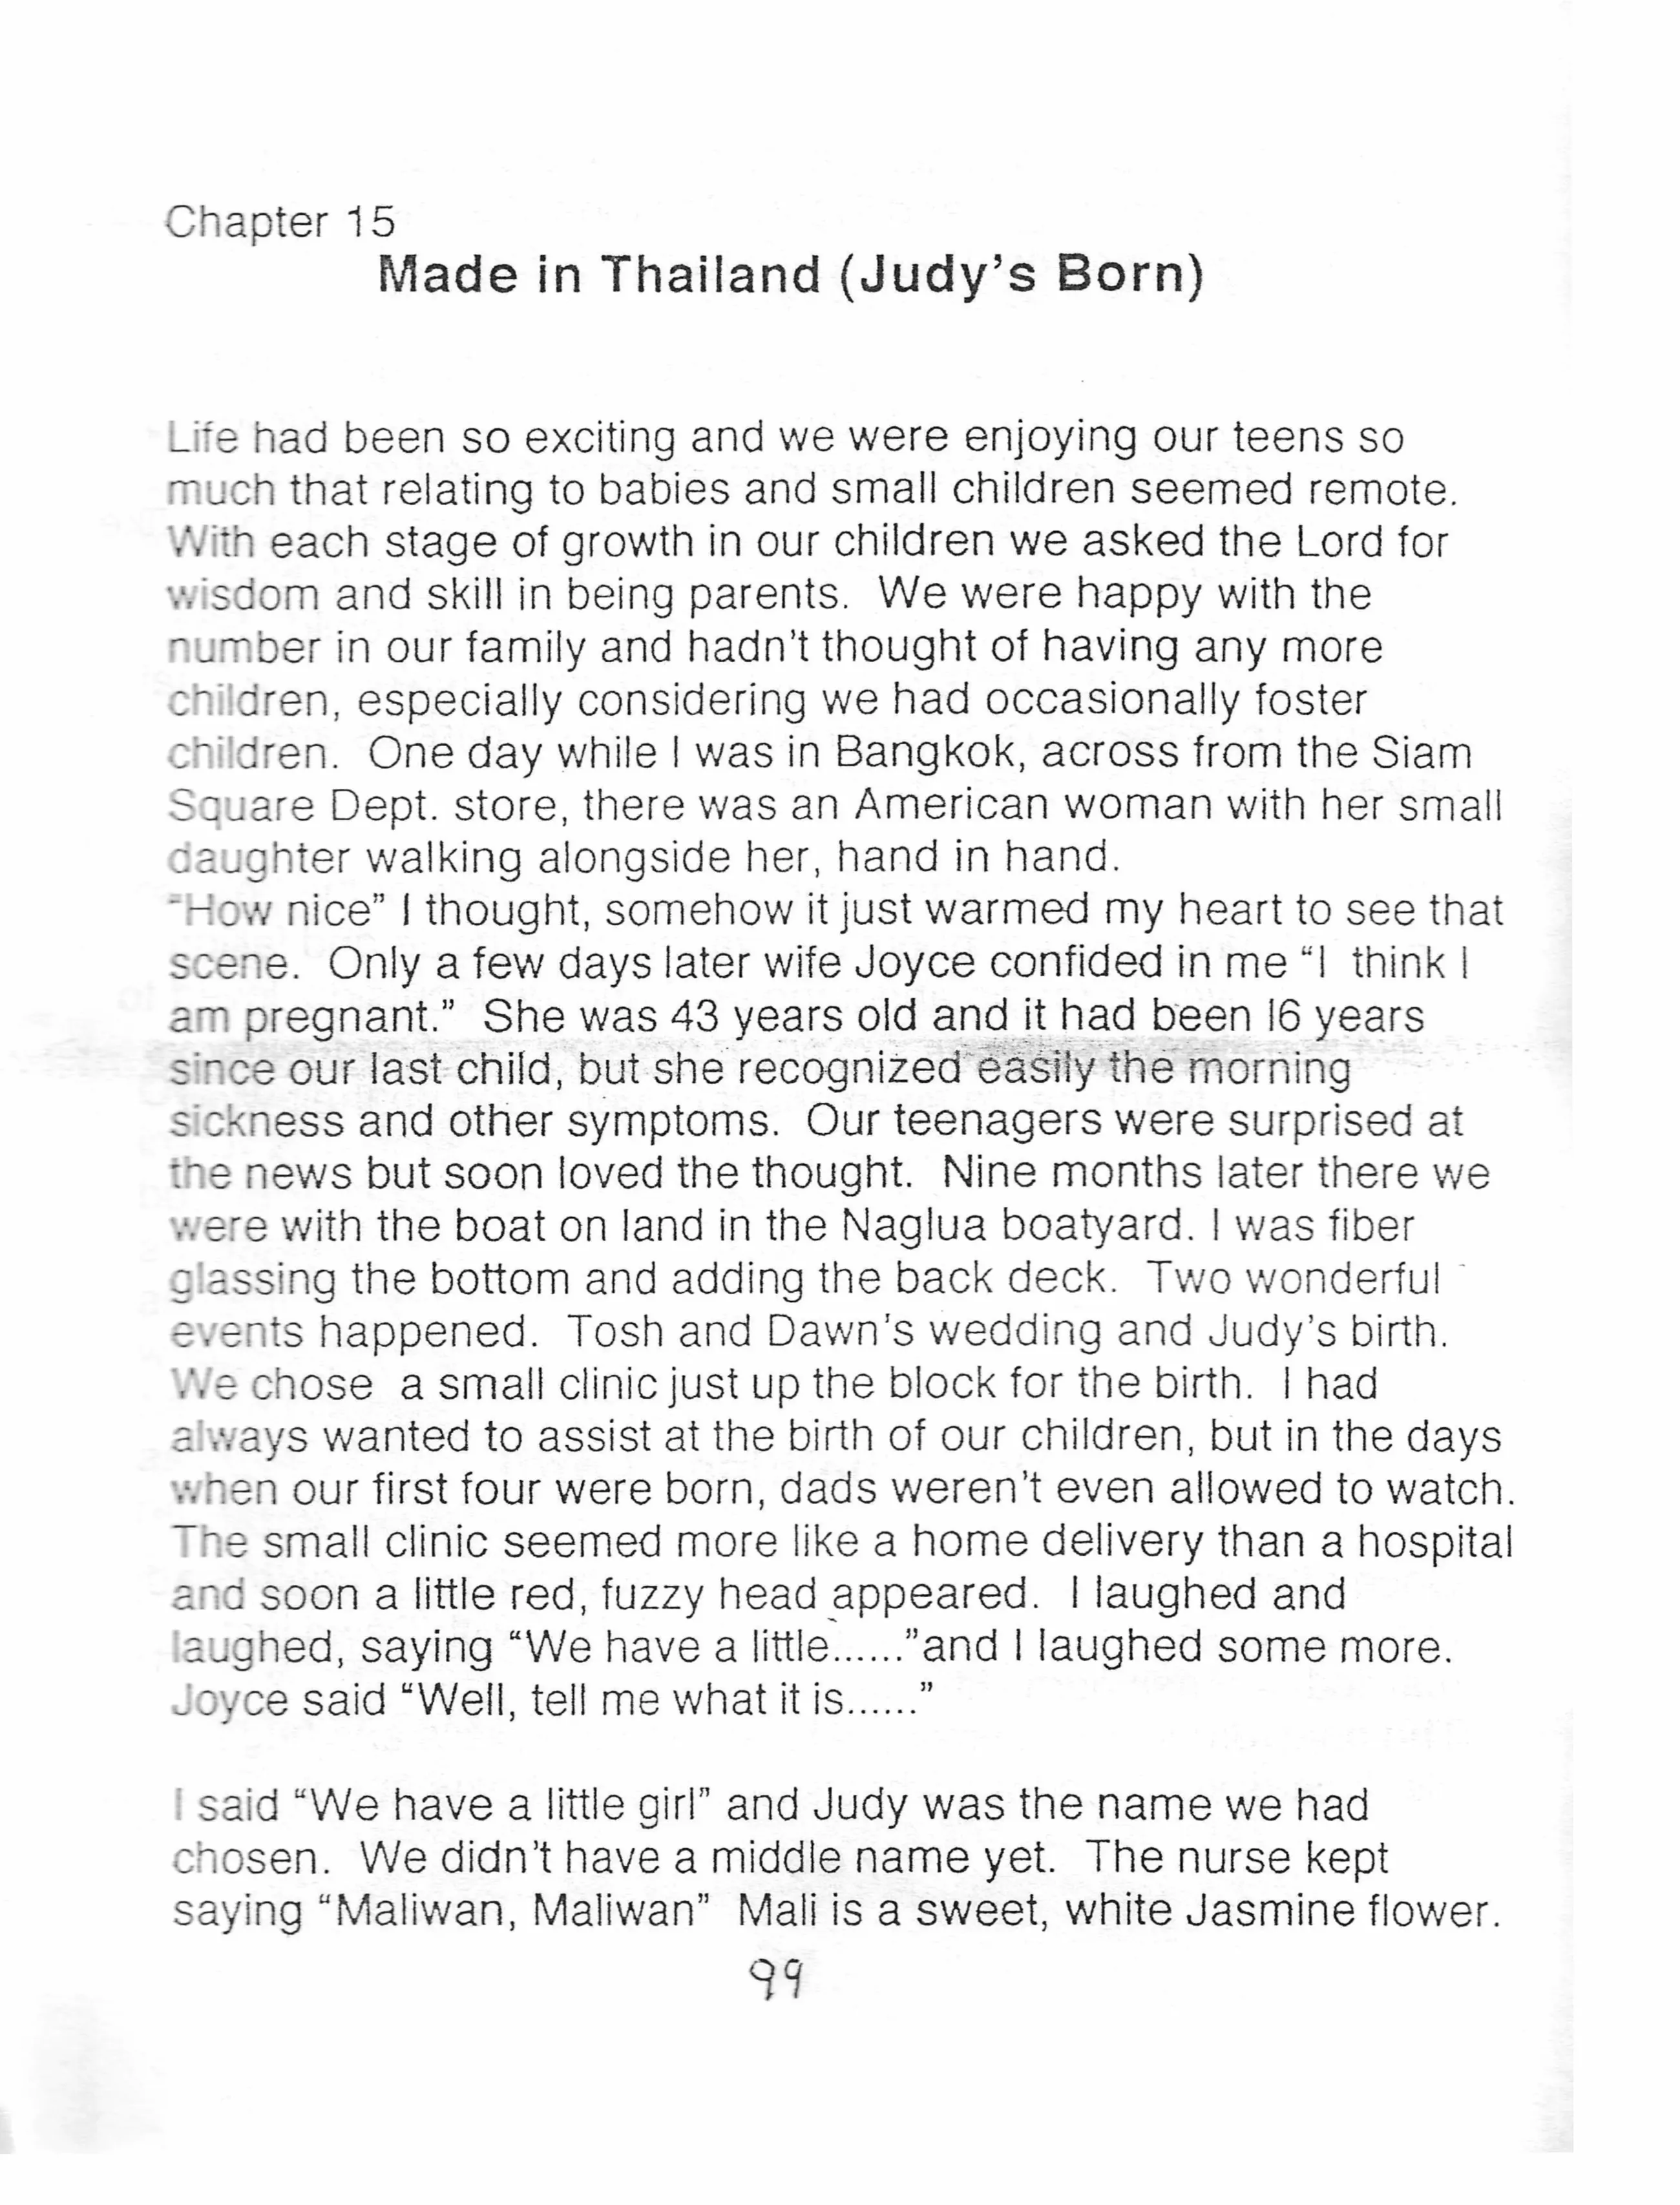 Chapter 15
Made in Thailand (Judy's Born)
Life had been so exciting and we were enjoying our teens so
much that relating to babies and small children seemed remote.
With each stage of growth in our children we asked the Lord for
wisdom and skill in being parents.  We were happy with the
number in our family and hadn't thought of having any more
children, especially considering we had occasionally foster
children.  One day while I was in Bangkok, across from the Siam
Square Dept. store, there was an American woman with her small
daughter walking alongside her, hand in hand.
"How nice" I thought, somehow it just warmed my heart to see that
scene.  Only a few days later wife Joyce confided in me "I  think I
am pregnant."  She was 43 years old and it had been 16 years
since our last child, but she recognized easily the morning
sickness and other symptoms.  Our teenagers were surprised at
the news but soon loved the thought.  Nine months later there we
were with the boat on land in the Naglua boatyard. I was fiber
glassing the bottom and adding the back deck.  Two wonderful
events happened.  Tosh and Dawn's wedding and Judy's birth.
We chose  a small clinic just up the block for the birth.  I had
always wanted to assist at the birth of our children, but in the days
when our first four were born, dads weren't even allowed to watch.
The small clinic seemed more like a home delivery than a hospital
and soon a little red, fuzzy head appeared.  I laughed and
laughed, saying "We have a little......"and I laughed some more.
Joyce said "Well, tell me what it is......"
I said "We have a little girl" and Judy was the name we had
chosen.  We didn't have a middle name yet.  The nurse kept
saying "Maliwan, Maliwan"  Mali is a sweet, white Jasmine flower.
99